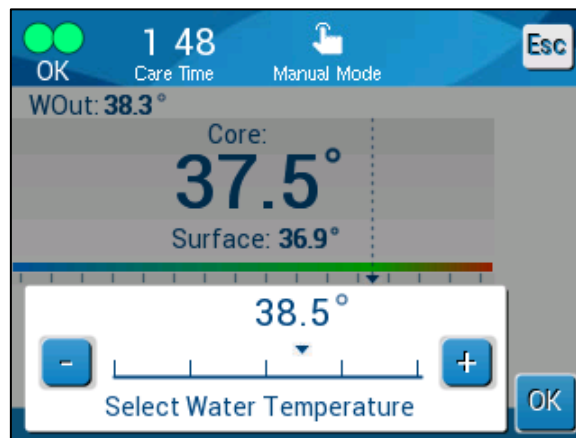 1 48
Esc
OK
Care Time
Manual Mode
WOut: 38.3°
Core:
37.5°
Surface: 36.9°
38.5°
-
+
Select Water Temperature
OK